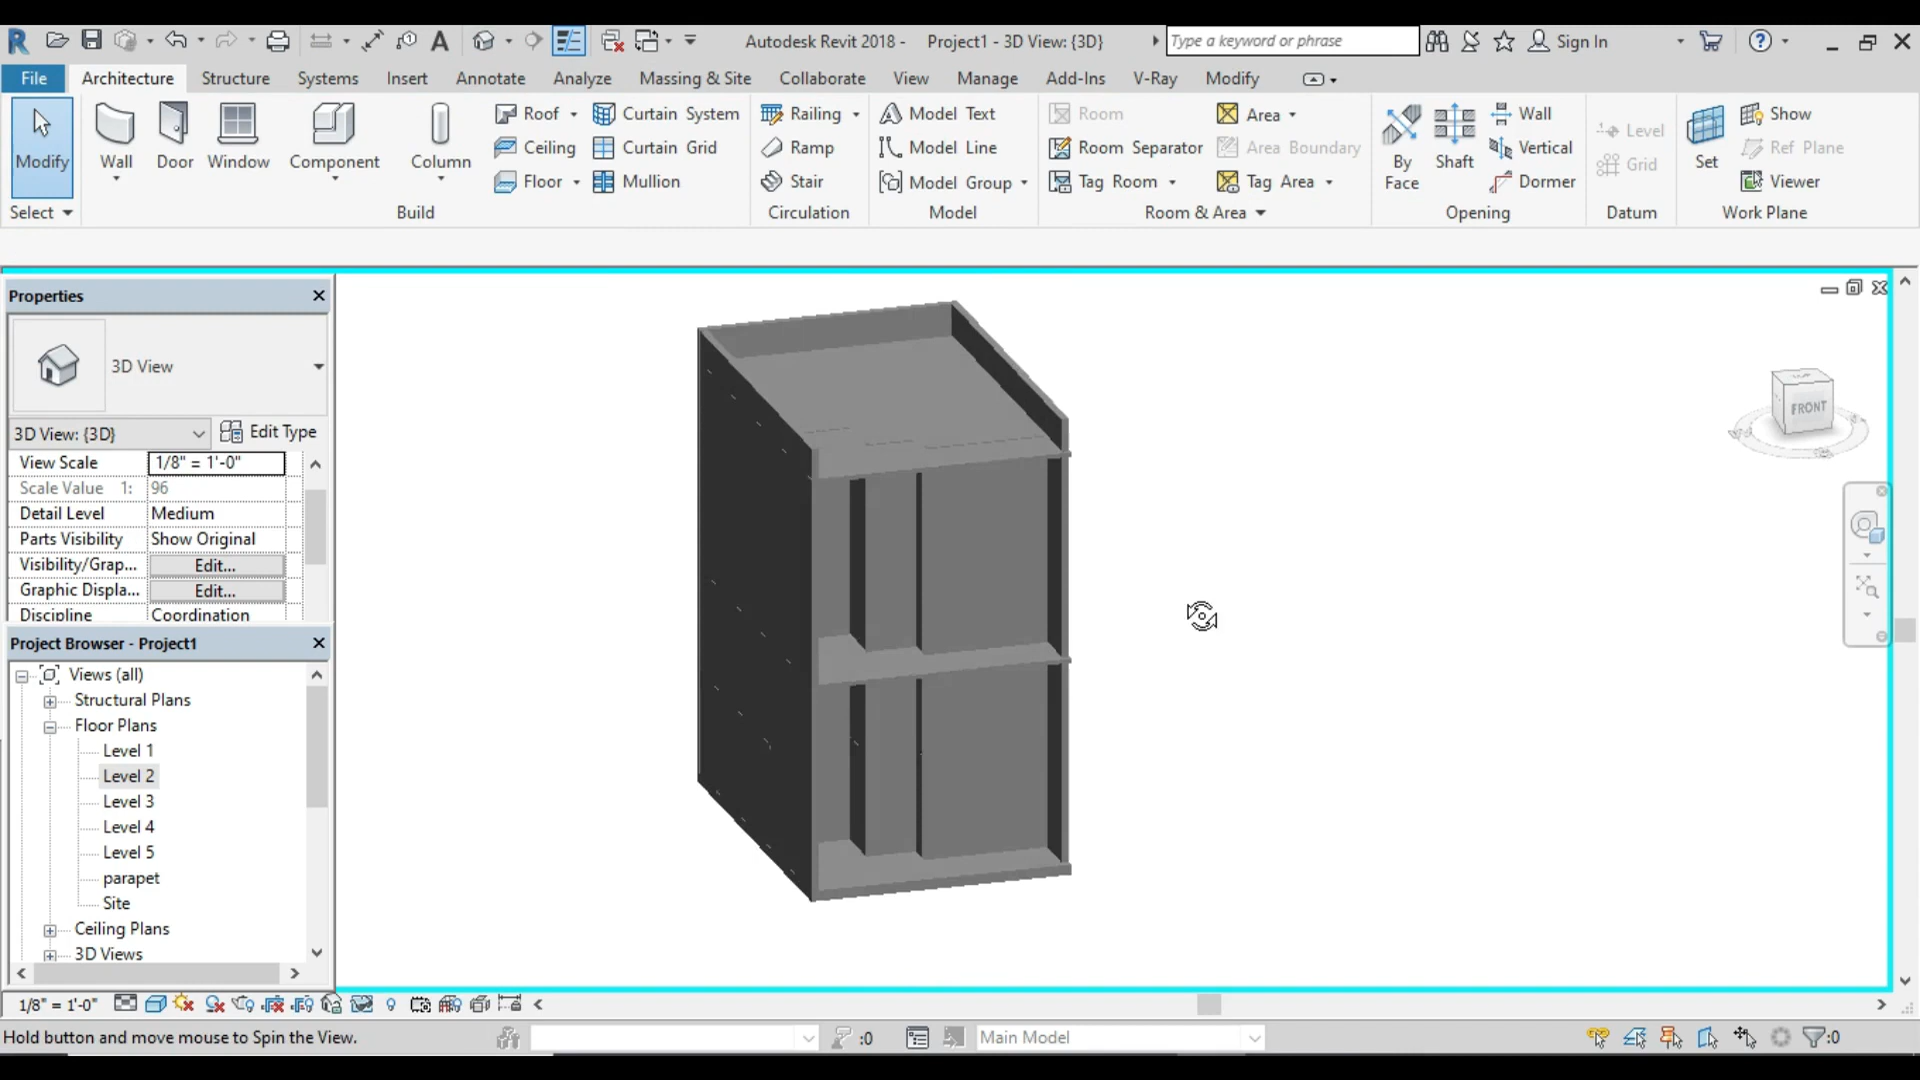 Autodesk Revit 2018 - Project1 - 3D View: {3D}
Type a keyword or phrase
Sign In
File Architecture Structure Systems Insert Annotate Analyze Massing & Site Collaborate View Manage Add-Ins V-Ray Modify
Modify
Wall
Door
Window
Component
Column
Roof
Ceiling
Floor
Curtain System
Curtain Grid
Mullion
Railing
Ramp
Stair
Model Text
Model Line
Model Group
Room
Room Separator
Tag Room
Area
Area Boundary
Tag Area
By Face
Shaft
Wall
Vertical
Dormer
Level
Grid
Set
Show
Ref Plane
Viewer
Select Build Circulation Model Room & Area Opening Datum Work Plane
Properties
3D View
3D View: {3D} Edit Type
View Scale 1/8" = 1'-0"
Scale Value 1: 96
Detail Level Medium
Parts Visibility Show Original
Visibility/Grap... Edit...
Graphic Displa... Edit...
Discipline Coordination
Project Browser - Project1
Views (all)
Structural Plans
Floor Plans
Level 1
Level 2
Level 3
Level 4
Level 5
parapet
Site
Ceiling Plans
3D Views
FRONT
1/8" = 1'-0"
Hold button and move mouse to Spin the View.
:0
Main Model
:0